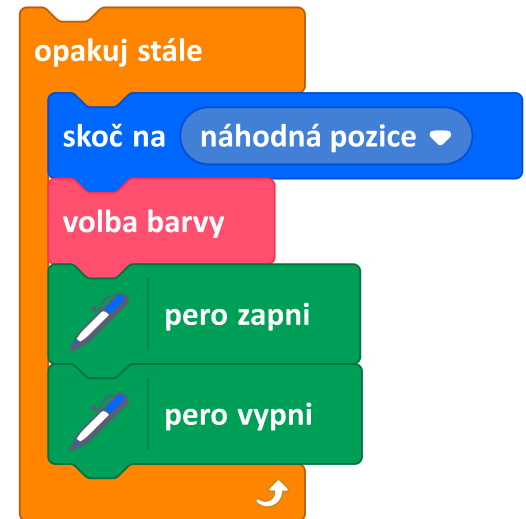 opakuj stále
skoč na náhodná pozice
volba barvy
pero zapni
pero vypni